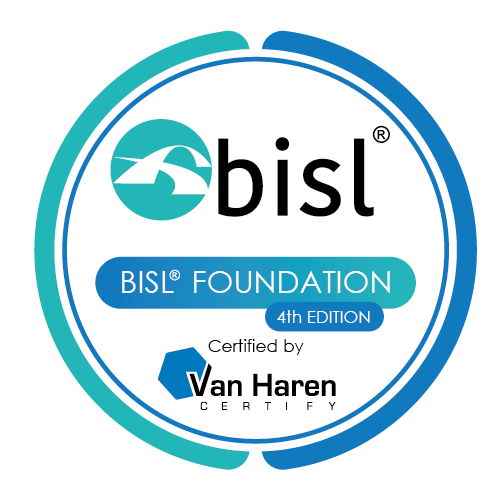 bisl®
BISL® FOUNDATION
4th EDITION
Certified by
Van Haren
CERTIFY